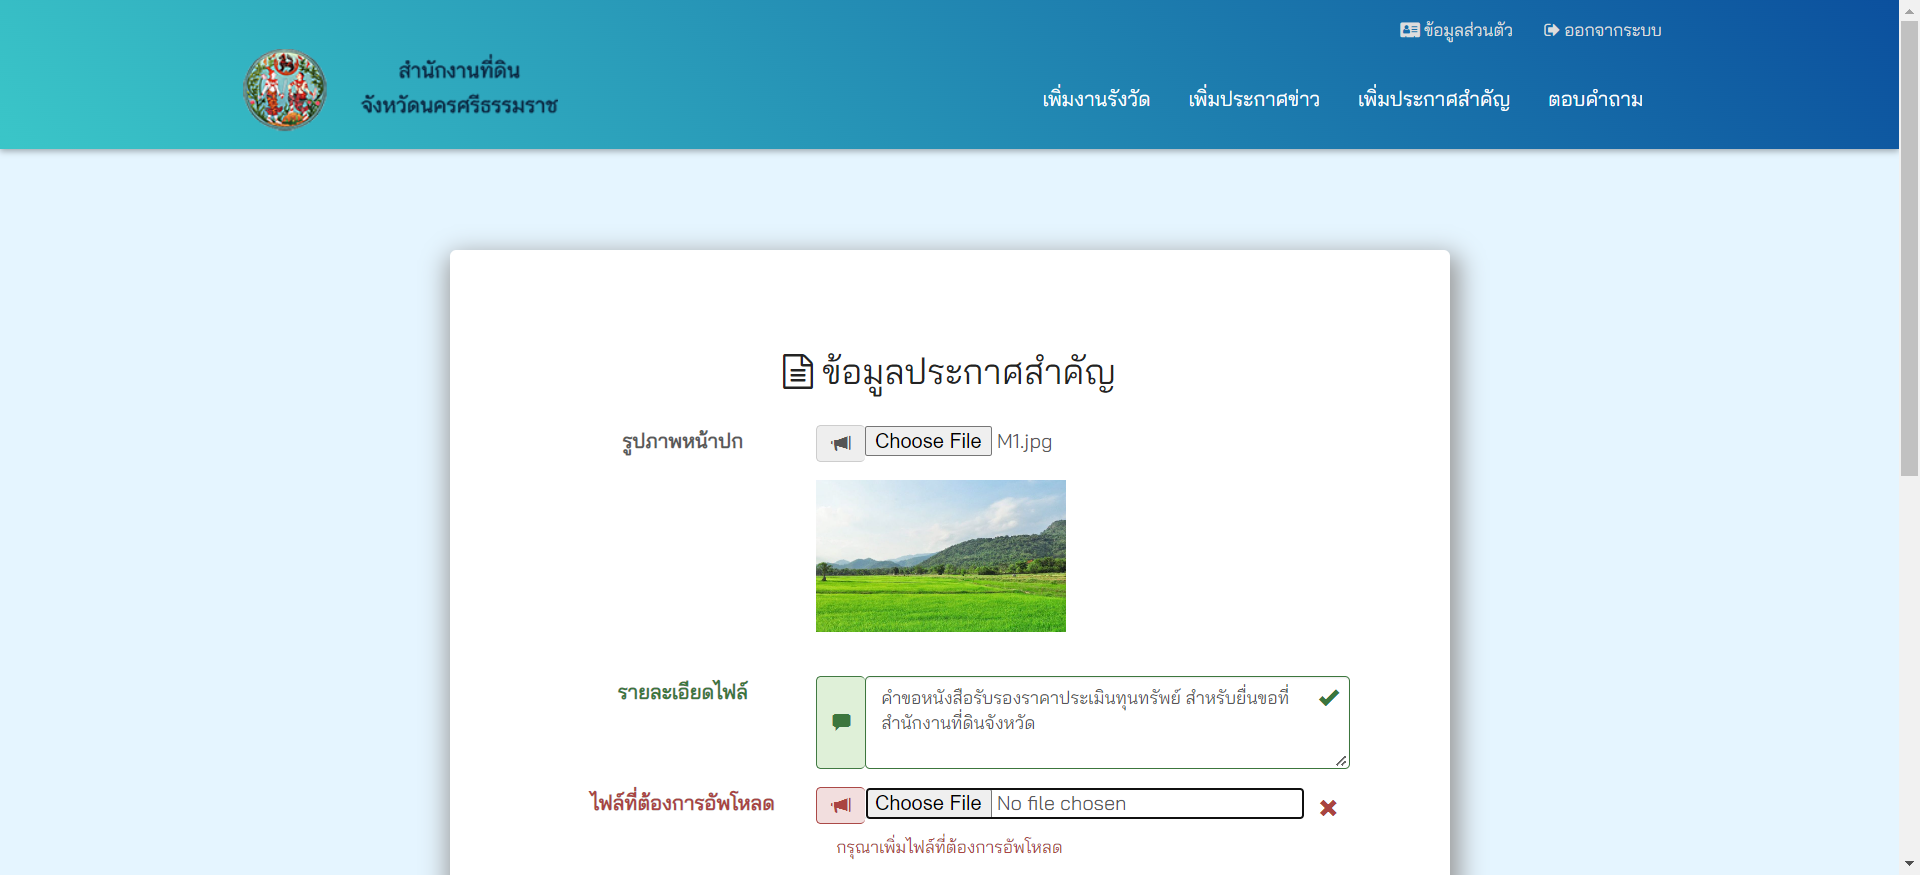 ข้อมูลส่วนตัว
ออกจากระบบ
สำนักงานที่ดิน
จังหวัดนครศรีธรรมราช
เพิ่มงานรังวัด
เพิ่มประกาศข่าว
เพิ่มประกาศสำคัญ
ตอบคำถาม
ข้อมูลประกาศสำคัญ
รูปภาพหน้าปก
Choose File M1.jpg
รายละเอียดไฟล์
คำขอหนังสือรับรองราคาประเมินทุนทรัพย์ สำหรับยื่นขอที่
สำนักงานที่ดินจังหวัด
ไฟล์ที่ต้องการอัพโหลด
Choose File No file chosen
กรุณาเพิ่มไฟล์ที่ต้องการอัพโหลด